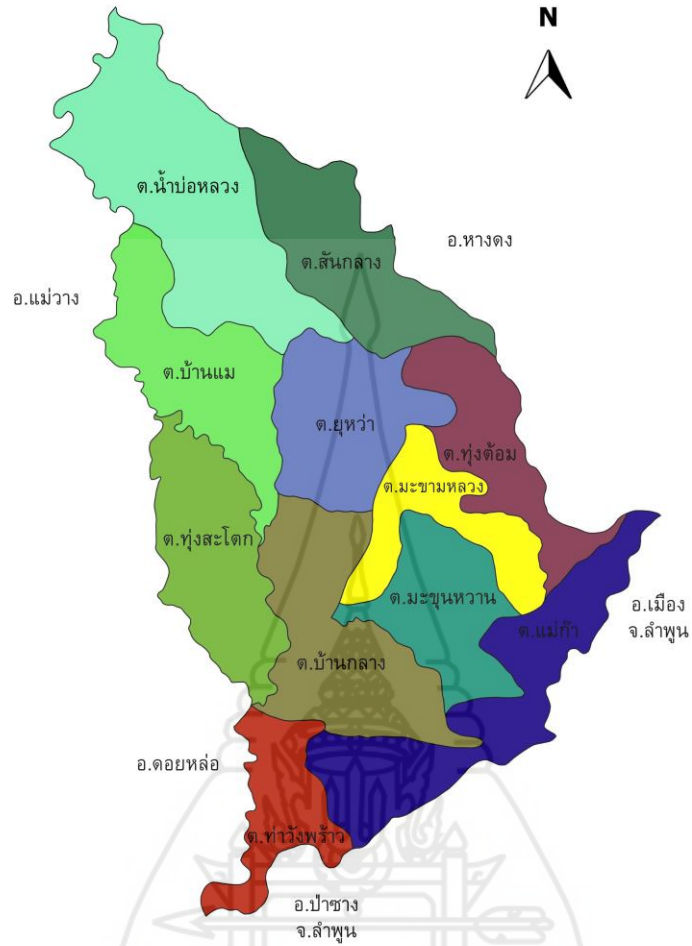 N
ต.น้ำบ่อหลวง
อ.หางดง
ต.สันกลาง
อ.แม่วาง
ต.บ้านแม
ต.ยุหว่า
ต.ทุ่งต้อม
ต.มะขามหลวง
ต.ทุ่งสะโตก
ต.มะขุนหวาน
อ.เมือง
จ.ลำพูน
ต.แม่ก๊า
ต.บ้านกลาง
อ.ดอยหล่อ
ต.ท่าวังพร้าว
อ.ป่าซาง
จ.ลำพูน